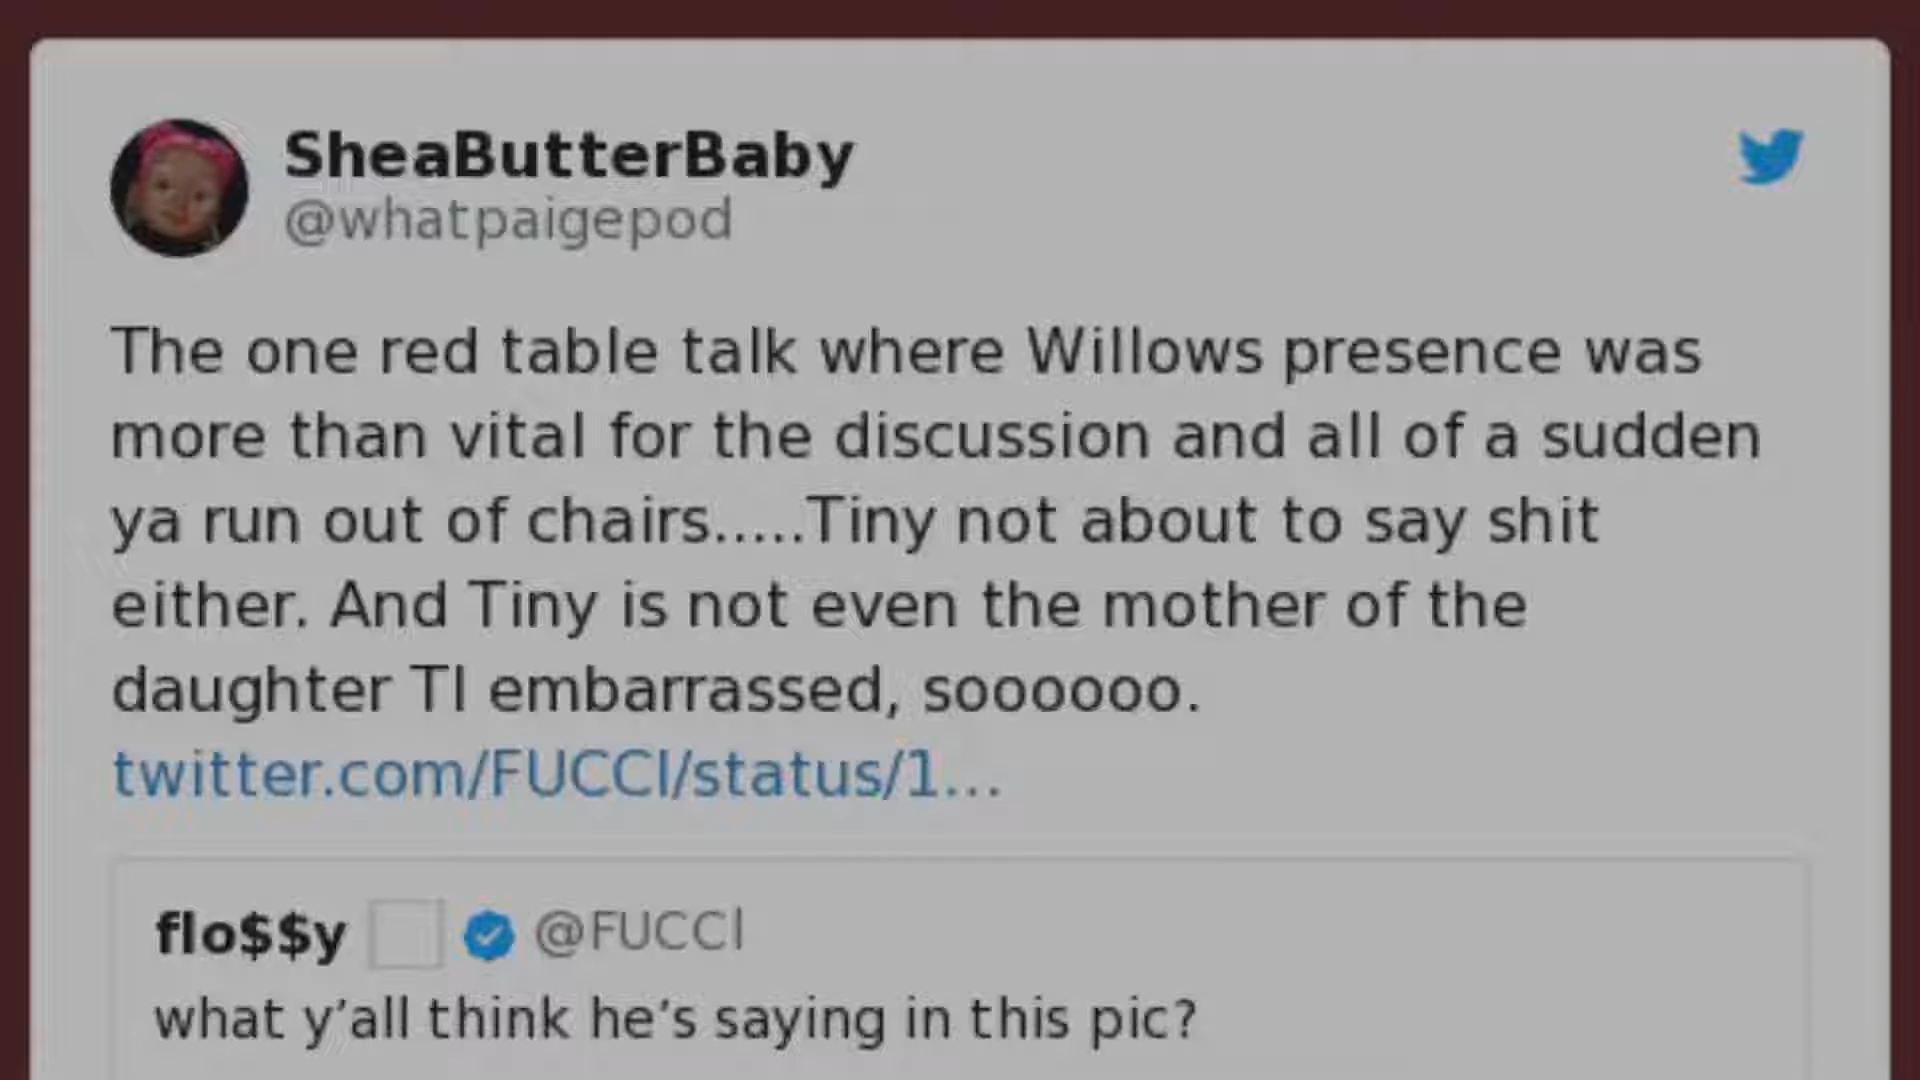 SheaButterBaby
@whatpaigepod
The one red table talk where Willows presence was
more than vital for the discussion and all of a sudden
ya run out of chairs.....Tiny not about to say shit
either. And Tiny is not even the mother of the
daughter TI embarrassed, soooooo.
twitter.com/FUCCI/status/1...
flo$$y @FUCCI
what y’all think he’s saying in this pic?